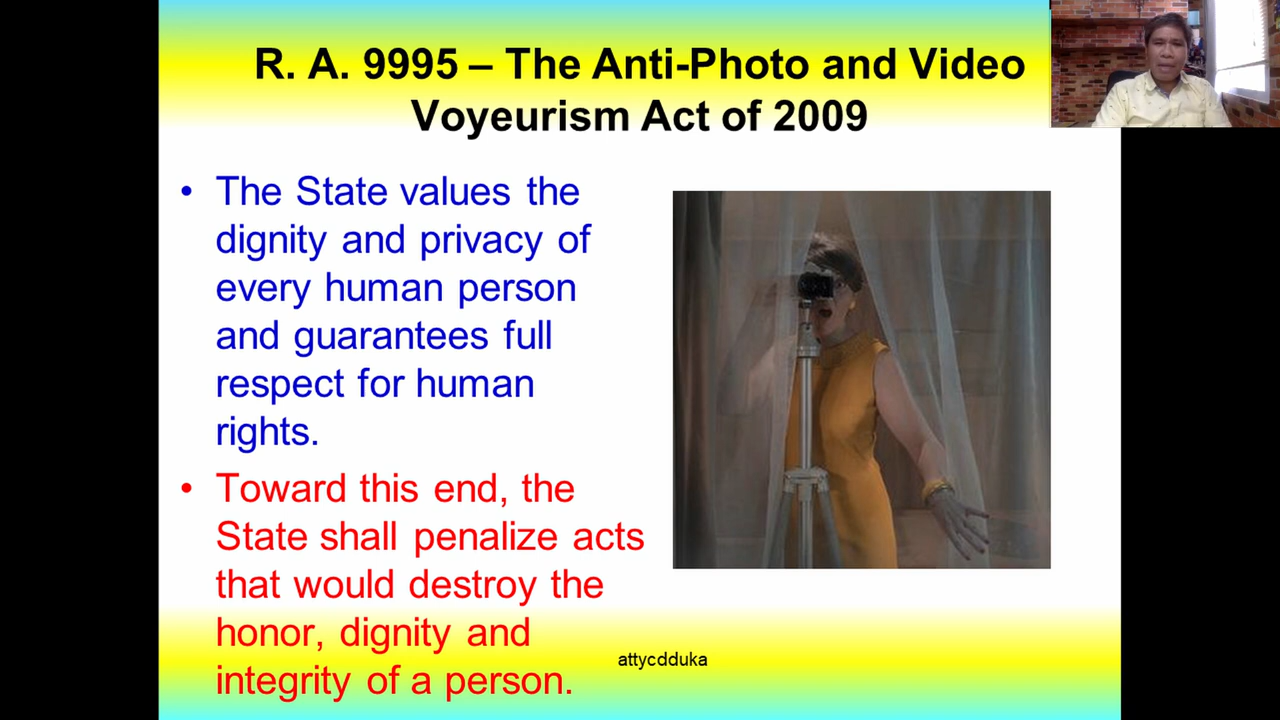 R. A. 9995 – The Anti-Photo and Video
Voyeurism Act of 2009
• The State values the
dignity and privacy of
every human person
and guarantees full
respect for human
rights.
• Toward this end, the
State shall penalize acts
that would destroy the
honor, dignity and
integrity of a person.
attycdduka